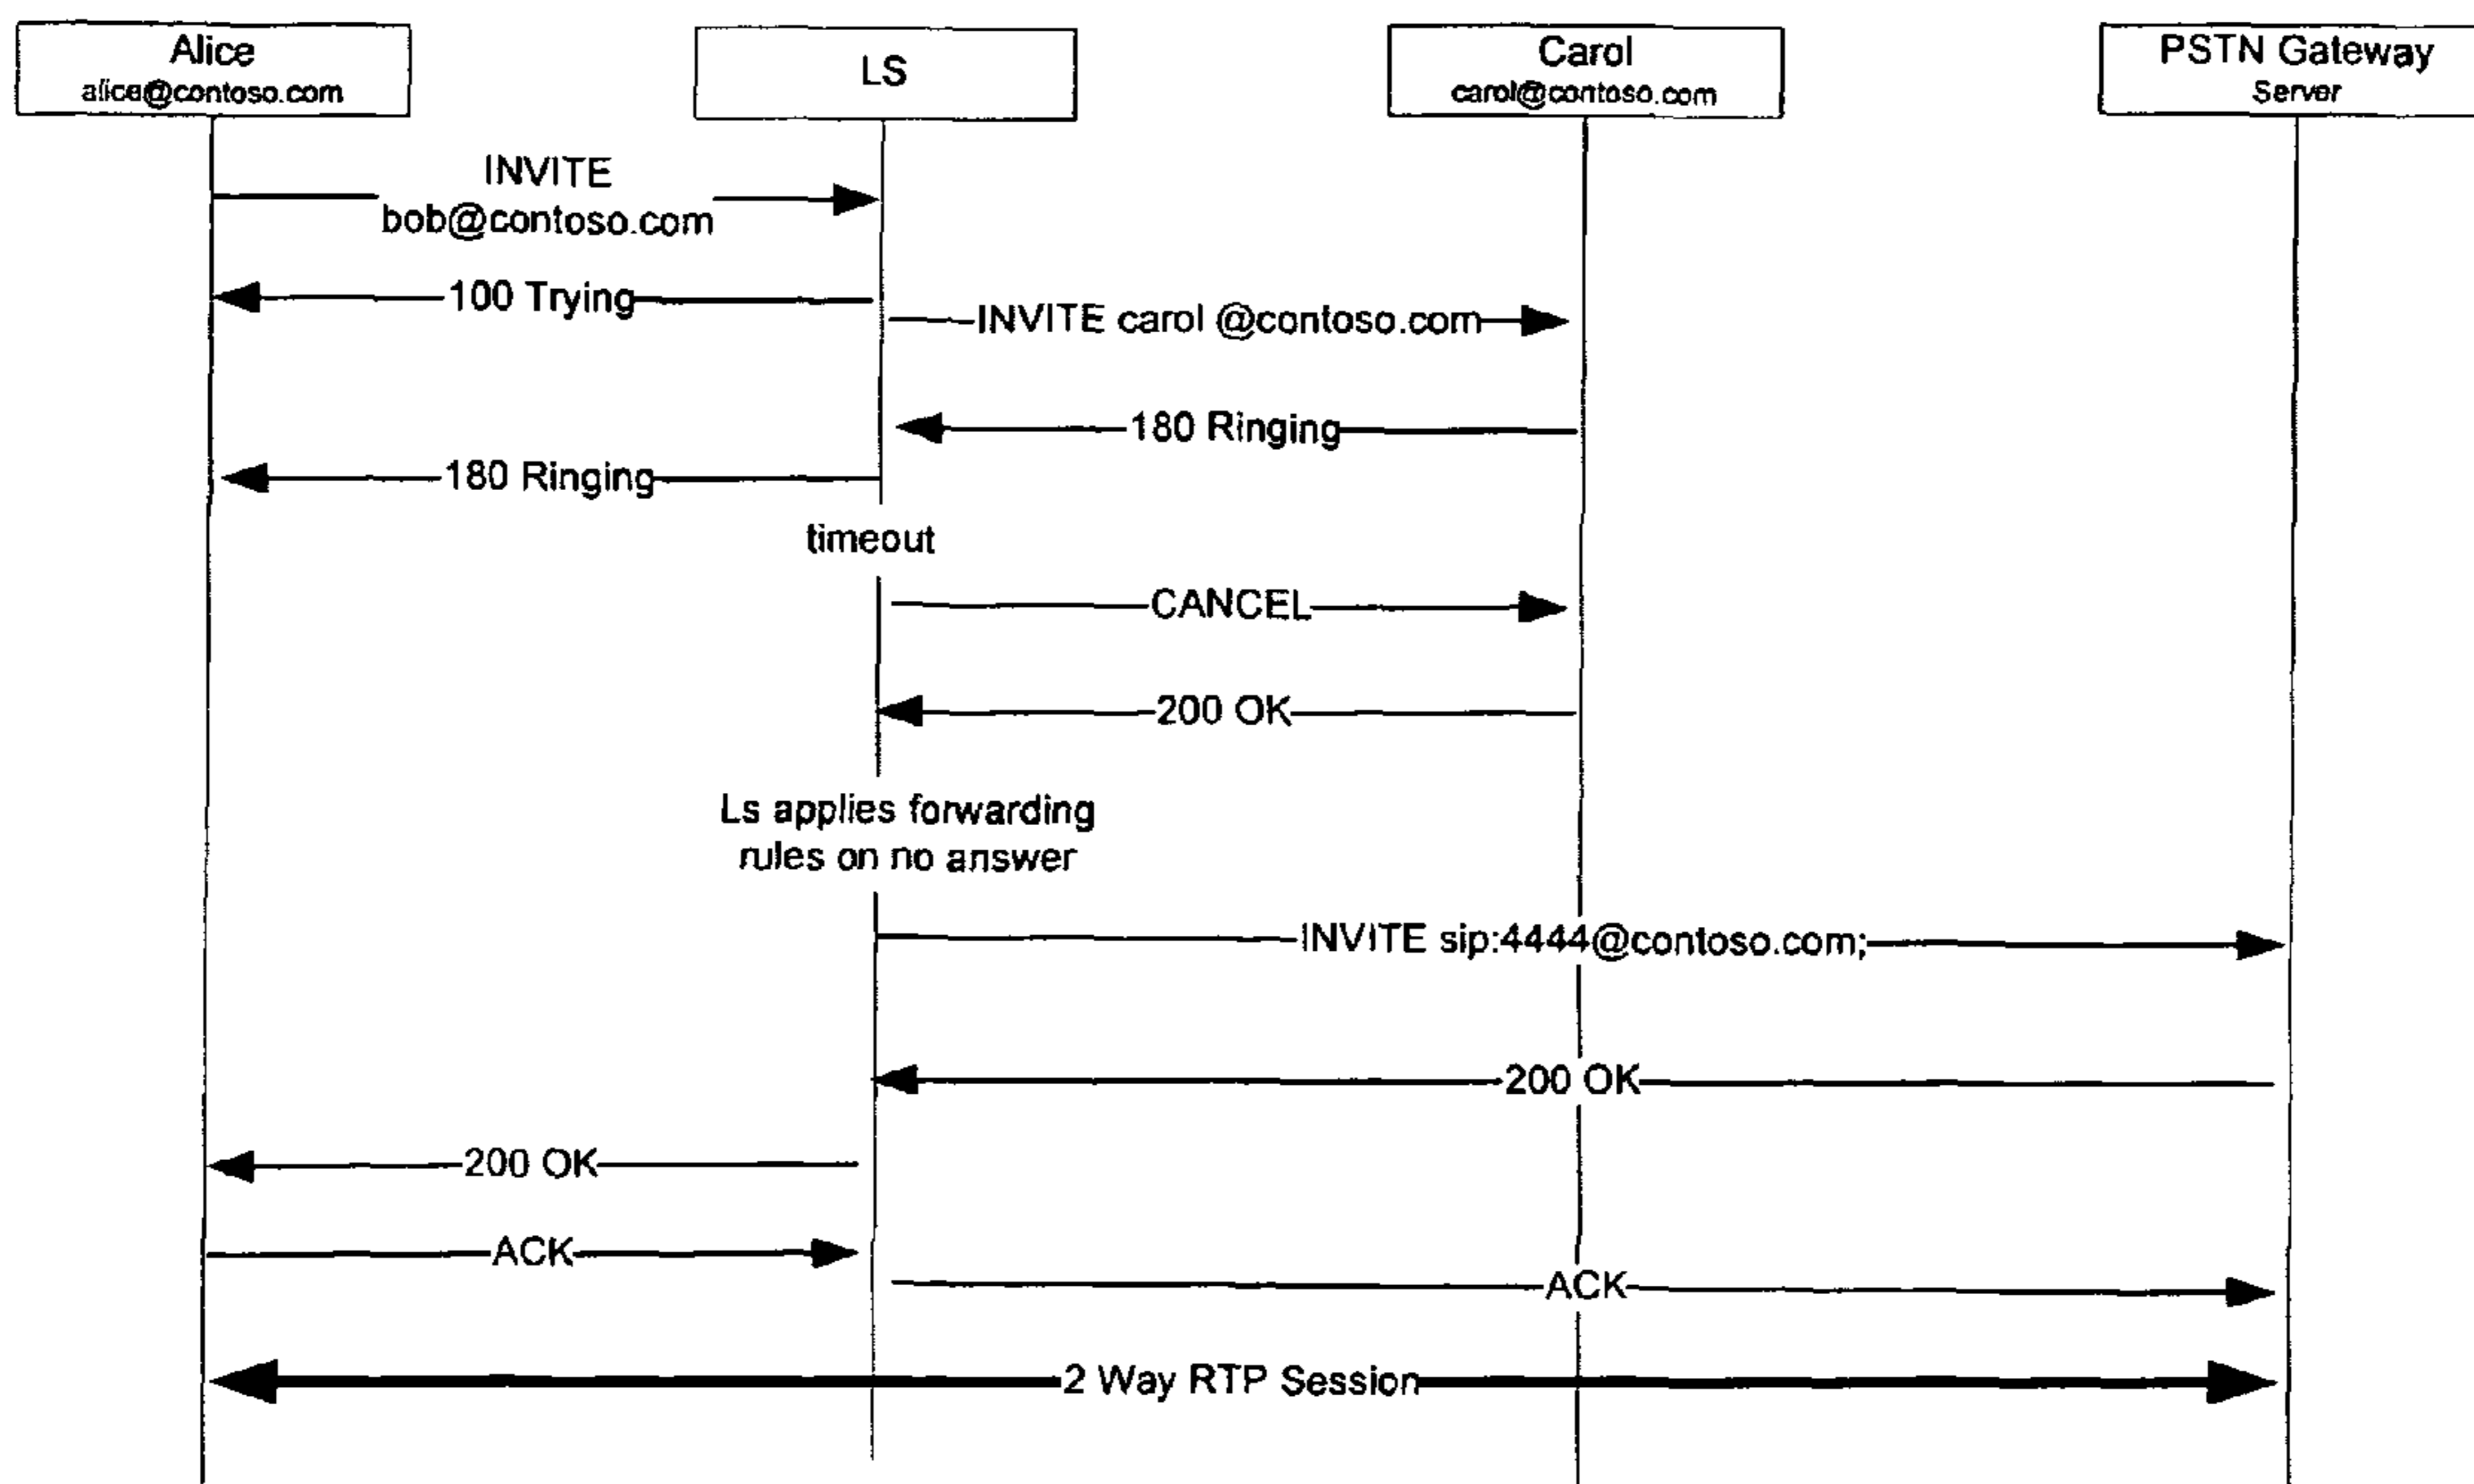 Alice
alice@contoso.com
LS
Carol
carol@contoso.com
PSTN Gateway
Server
INVITE
bob@contoso.com
100 Trying
INVITE carol @contoso.com
180 Ringing
180 Ringing
timeout
CANCEL
200 OK
Ls applies forwarding
rules on no answer
INVITE sip:4444@contoso.com;
200 OK
200 OK
ACK
ACK
2 Way RTP Session